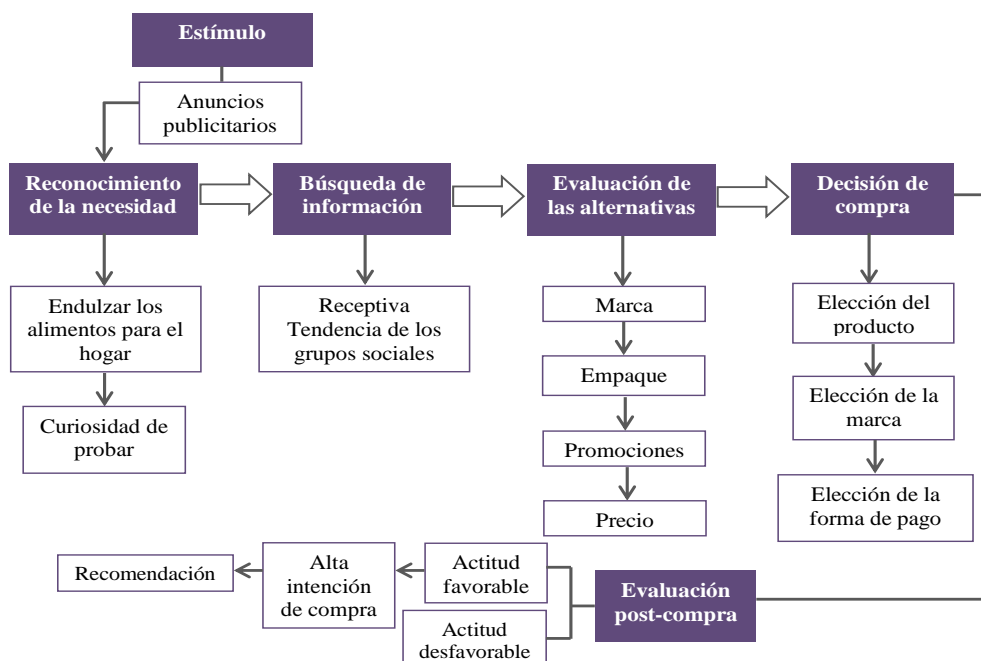 Estímulo
Anuncios
publicitarios
Reconocimiento
de la necesidad
Búsqueda de
información
Evaluación de
las alternativas
Decisión de
compra
Endulzar los
alimentos para el
hogar
Curiosidad de
probar
Receptiva
Tendencia de los
grupos sociales
Marca
Empaque
Promociones
Precio
Elección del
producto
Elección de la
marca
Elección de la
forma de pago
Evaluación
post-compra
Actitud
favorable
Actitud
desfavorable
Alta
intención
de compra
Recomendación